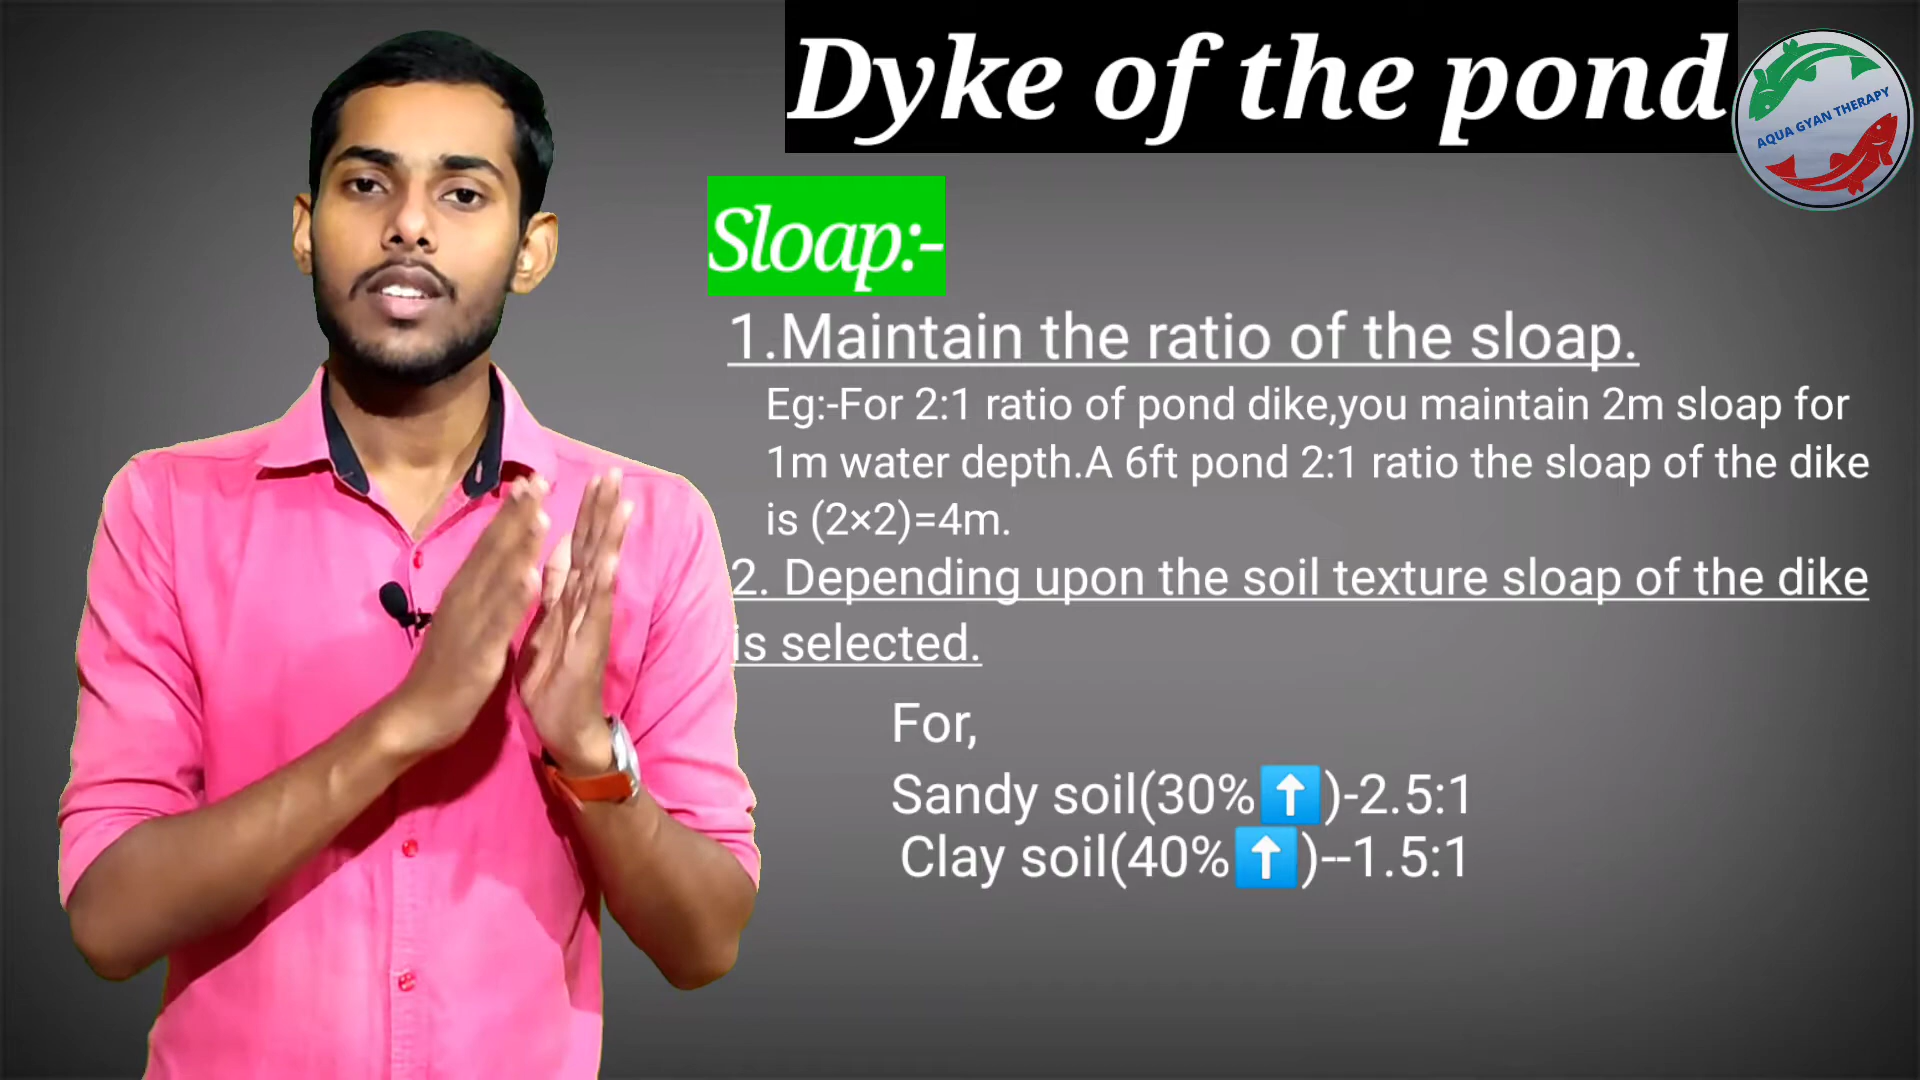 Dyke of the pond
AQUA GYAN THERAPY
Sloap:-
1.Maintain the ratio of the sloap.
Eg:-For 2:1 ratio of pond dike,you maintain 2m sloap for
1m water depth.A 6ft pond 2:1 ratio the sloap of the dike
is (2×2)=4m.
2. Depending upon the soil texture sloap of the dike
is selected.
For,
Sandy soil(30%⬆️)-2.5:1
Clay soil(40%⬆️)--1.5:1